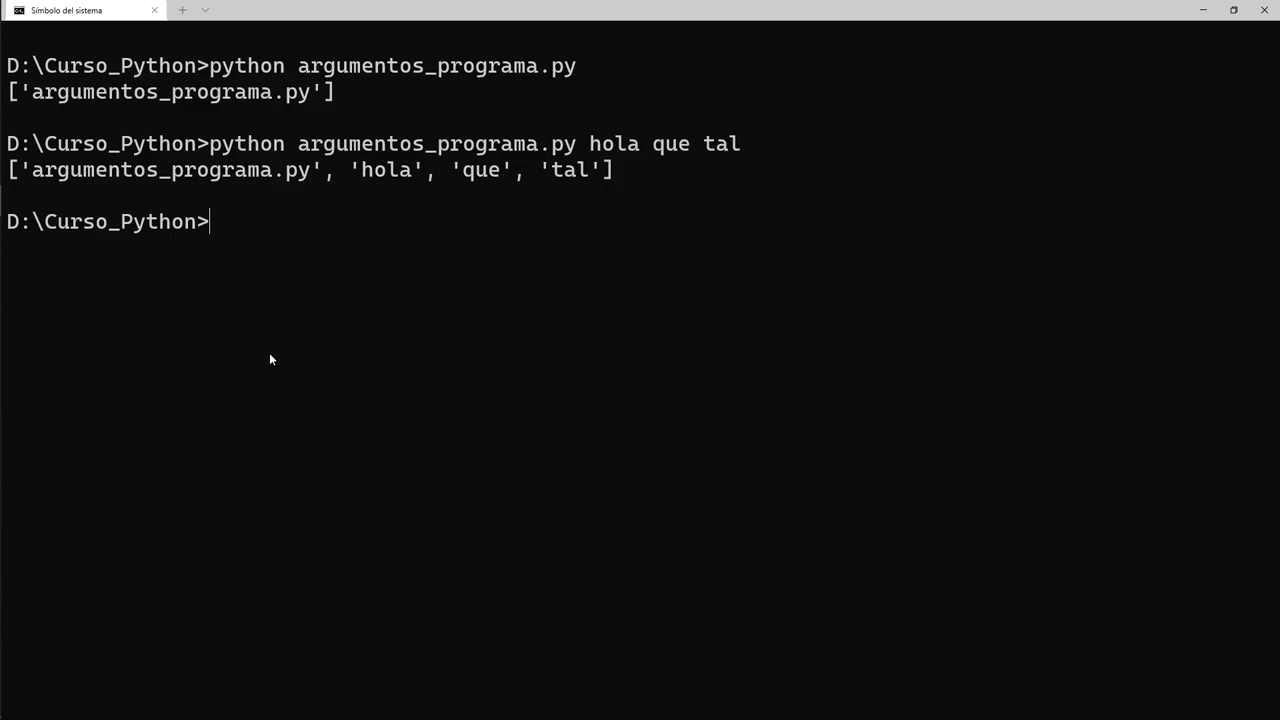 Símbolo del sistema
D:\Curso_Python>python argumentos_programa.py
['argumentos_programa.py']
D:\Curso_Python>python argumentos_programa.py hola que tal
['argumentos_programa.py', 'hola', 'que', 'tal']
D:\Curso_Python>